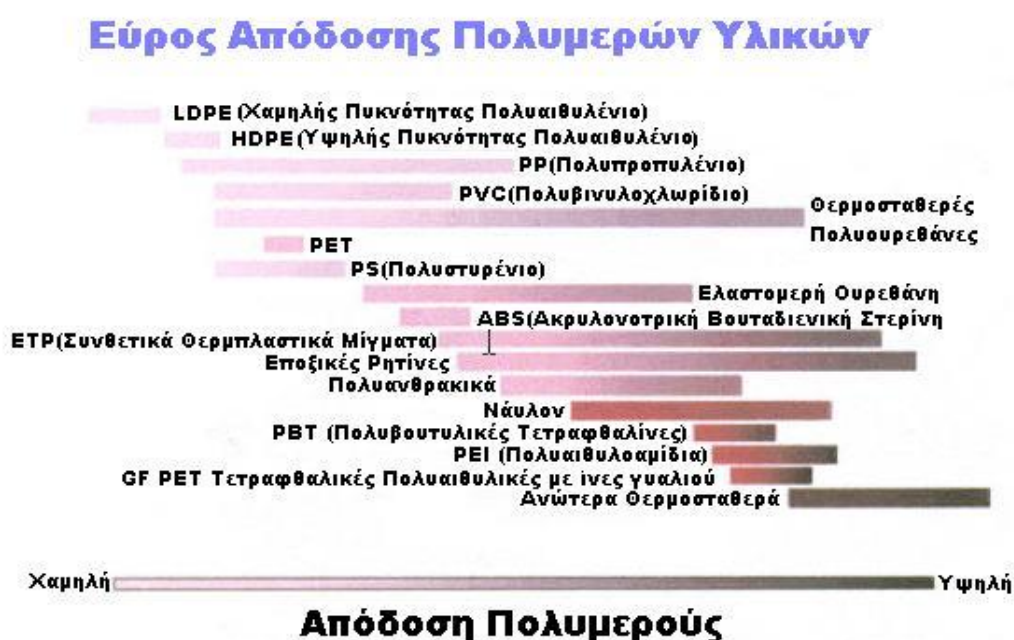 Εύρος Απόδοσης Πολυμερών Υλικών
LDPE (Χαμηλής Πυκνότητας Πολυαιθυλένιο)
HDPE (Υψηλής Πυκνότητας Πολυαιθυλένιο)
PP(Πολυπροπυλένιο)
PVC(Πολυβινυλοχλωρίδιο)
Θερμοσταθερές
Πολυουρεθάνες
PET
PS(Πολυστυρένιο)
Ελαστομερή Ουρεθάνη
ABS(Ακρυλονοτρική Βουταδιενική Στερίνη
ETP(Συνθετικά Θερμπλαστικά Μίγματα)
Εποξικές Ρητίνες
Πολυανθρακικά
Νάυλον
PBT (Πολυβουτυλικές Τετραφθαλίνες)
PEI (Πολυαιθυλοαμίδια)
GF PET Τετραφθαλικές Πολυαιθυλικές με ίνες γυαλιού
Ανώτερα Θερμοσταθερά
Χαμηλή
Υψηλή
Απόδοση Πολυμερούς